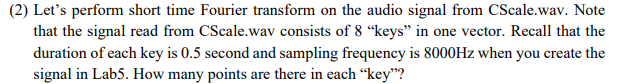 (2) Let’s perform short time Fourier transform on the audio signal from CScale.wav. Note
that the signal read from CScale.wav consists of 8 “keys” in one vector. Recall that the
duration of each key is 0.5 second and sampling frequency is 8000Hz when you create the
signal in Lab5. How many points are there in each “key”?